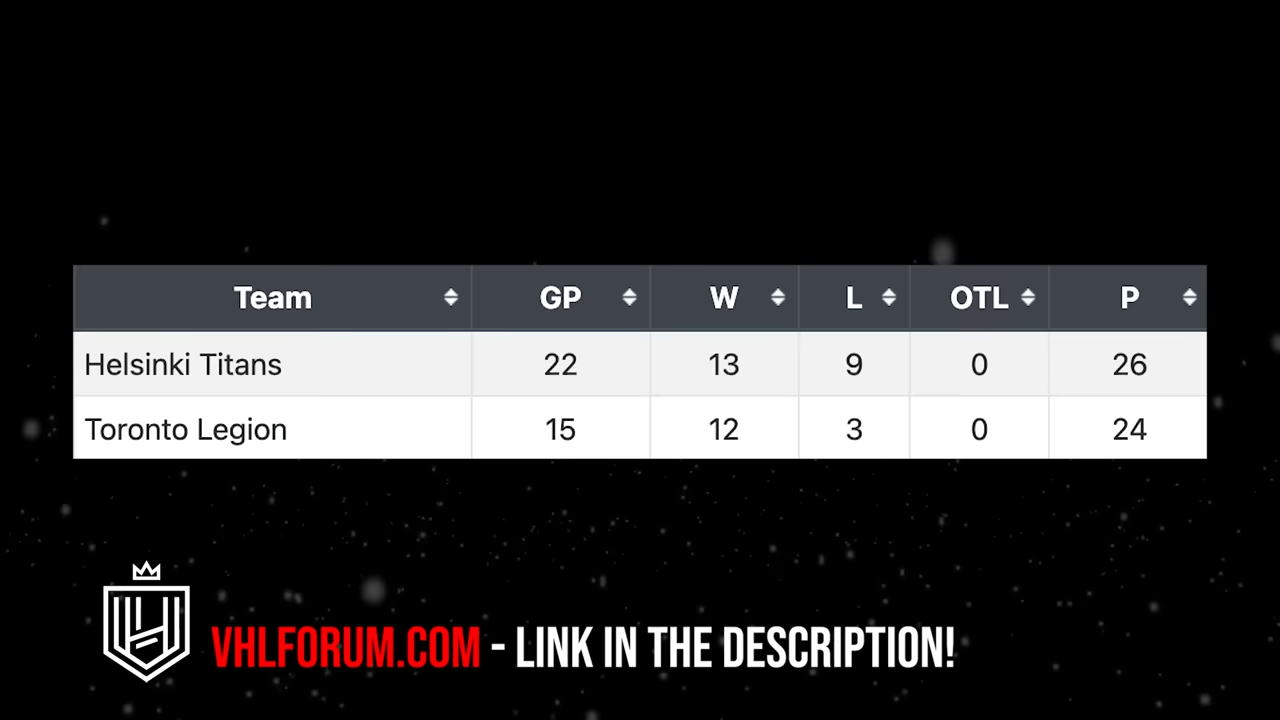 Team GP W L OTL P
Helsinki Titans 22 13 9 0 26
Toronto Legion 15 12 3 0 24
VHLFORUM.COM - LINK IN THE DESCRIPTION!